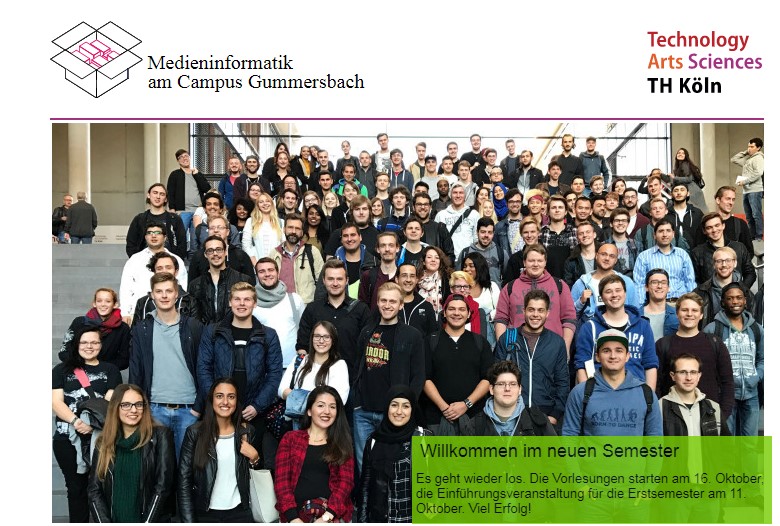 Medieninformatik
am Campus Gummersbach
Technology
Arts Sciences
TH Köln
Willkommen im neuen Semester
Es geht wieder los. Die Vorlesungen starten am 16. Oktober,
die Einführungsveranstaltung für die Erstsemester am 11.
Oktober. Viel Erfolg!